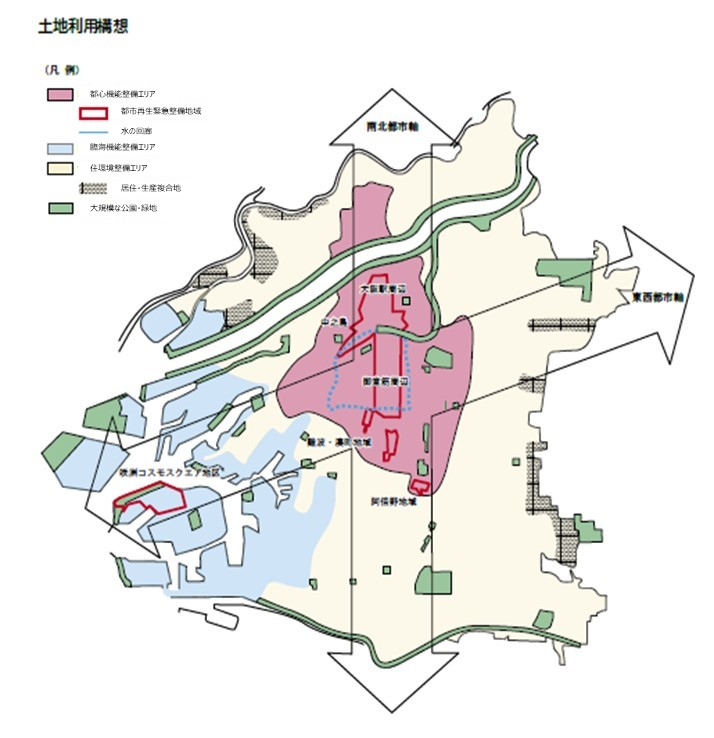 土地利用構想
（凡 例）
都心機能整備エリア
都市再生緊急整備地域
水の回廊
臨海機能整備エリア
住環境整備エリア
居住・生産複合地
大規模な公園・緑地
南北都市軸
東西都市軸
大阪駅周辺
中之島
御堂筋周辺
難波・湊町地域
咲洲コスモスクエア地区
阿倍野地域